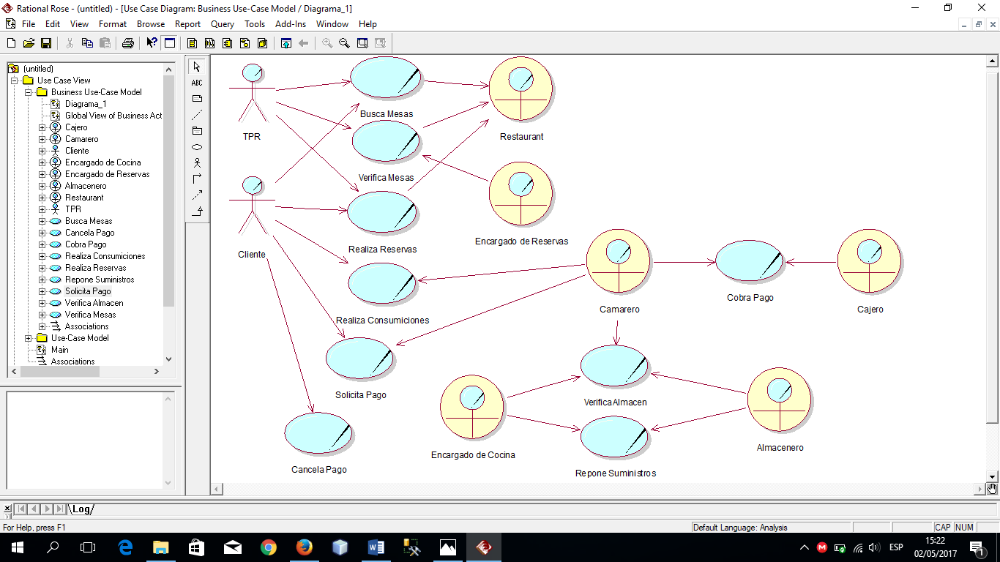 Rational Rose - (untitled) - [Use Case Diagram: Business Use-Case Model / Diagrama_1]
File Edit View Format Browse Report Query Tools Add-Ins Window Help
(untitled)
Use Case View
Business Use-Case Model
Diagrama_1
Global View of Business Act
Cajero
Camarero
Cliente
Encargado de Cocina
Encargado de Reservas
Almacenero
Restaurant
TPR
Busca Mesas
Cancela Pago
Cobra Pago
Realiza Consumiciones
Realiza Reservas
Repone Suministros
Solicita Pago
Verifica Almacen
Verifica Mesas
Associations
Use-Case Model
Main
Associations
ABC
TPR
Busca Mesas
Restaurant
Verifica Mesas
Cliente
Realiza Reservas
Encargado de Reservas
Realiza Consumiciones
Camarero
Cobra Pago
Cajero
Solicita Pago
Verifica Almacen
Encargado de Cocina
Almacenero
Cancela Pago
Repone Suministros
Log
For Help, press F1
Default Language: Analysis
CAP NUM
ESP
15:22
02/05/2017
1